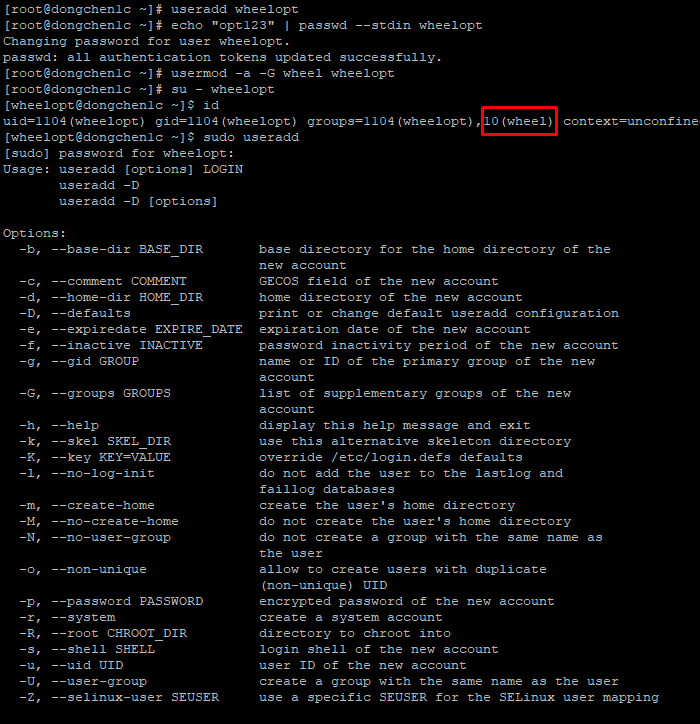 [root@dongchen1c ~]# useradd wheelopt
[root@dongchen1c ~]# echo "opt123" | passwd --stdin wheelopt
Changing password for user wheelopt.
passwd: all authentication tokens updated successfully.
[root@dongchen1c ~]# usermod -a -G wheel wheelopt
[root@dongchen1c ~]# su - wheelopt
[wheelopt@dongchen1c ~]$ id
uid=1104(wheelopt) gid=1104(wheelopt) groups=1104(wheelopt),10(wheel) context=unconfine
[wheelopt@dongchen1c ~]$ sudo useradd
[sudo] password for wheelopt:
Usage: useradd [options] LOGIN
       useradd -D
       useradd -D [options]

Options:
  -b, --base-dir BASE_DIR       base directory for the home directory of the
                                new account
  -c, --comment COMMENT         GECOS field of the new account
  -d, --home-dir HOME_DIR       home directory of the new account
  -D, --defaults                print or change default useradd configuration
  -e, --expiredate EXPIRE_DATE  expiration date of the new account
  -f, --inactive INACTIVE       password inactivity period of the new account
  -g, --gid GROUP               name or ID of the primary group of the new
                                account
  -G, --groups GROUPS           list of supplementary groups of the new
                                account
  -h, --help                    display this help message and exit
  -k, --skel SKEL_DIR           use this alternative skeleton directory
  -K, --key KEY=VALUE           override /etc/login.defs defaults
  -l, --no-log-init             do not add the user to the lastlog and
                                faillog databases
  -m, --create-home             create the user's home directory
  -M, --no-create-home          do not create the user's home directory
  -N, --no-user-group           do not create a group with the same name as
                                the user
  -o, --non-unique              allow to create users with duplicate
                                (non-unique) UID
  -p, --password PASSWORD       encrypted password of the new account
  -r, --system                  create a system account
  -R, --root CHROOT_DIR         directory to chroot into
  -s, --shell SHELL             login shell of the new account
  -u, --uid UID                 user ID of the new account
  -U, --user-group              create a group with the same name as the user
  -Z, --selinux-user SEUSER     use a specific SEUSER for the SELinux user mapping